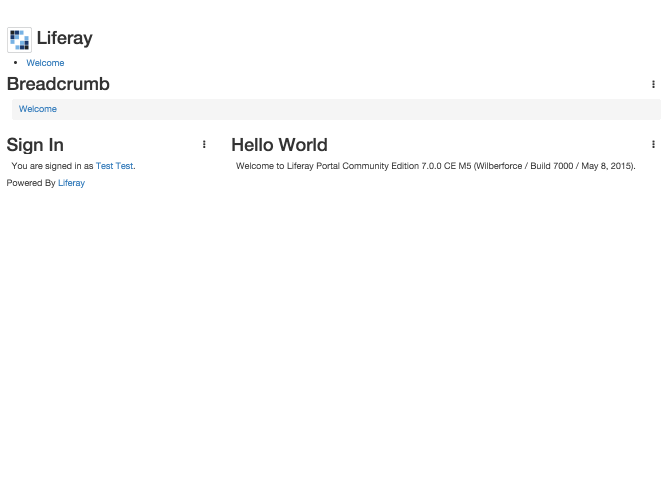 Liferay
Welcome
Breadcrumb
Welcome
Sign In
You are signed in as Test Test.
Hello World
Welcome to Liferay Portal Community Edition 7.0.0 CE M5 (Wilberforce / Build 7000 / May 8, 2015).
Powered By Liferay